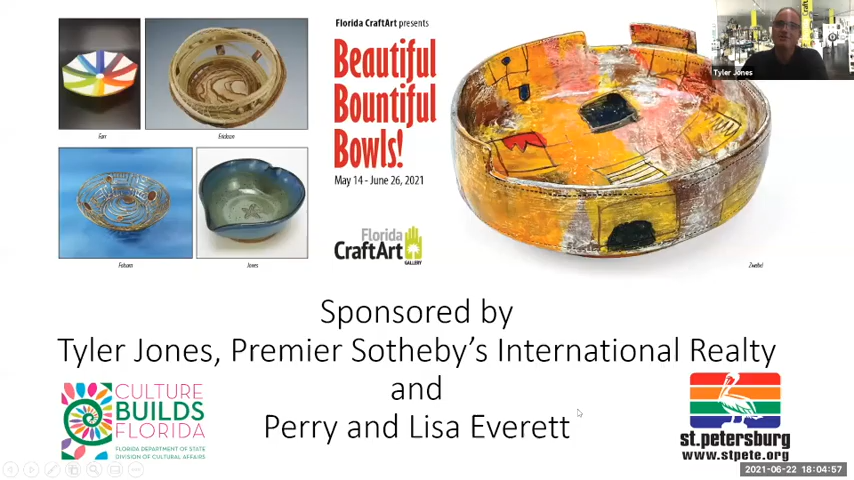 Florida CraftArt presents
Beautiful
Bountiful
Bowls!
May 14 - June 26, 2021
Florida
CraftArt
GALLERY
Farr
Erickson
Folsom
Jones
Zweibel
Tyler Jones
Sponsored by
Tyler Jones, Premier Sotheby's International Realty
and
Perry and Lisa Everett
CULTURE
BUILDS
FLORIDA
FLORIDA DEPARTMENT OF STATE
DIVISION OF CULTURAL AFFAIRS
st.petersburg
www.stpete.org
2021-06-22 18:04:57